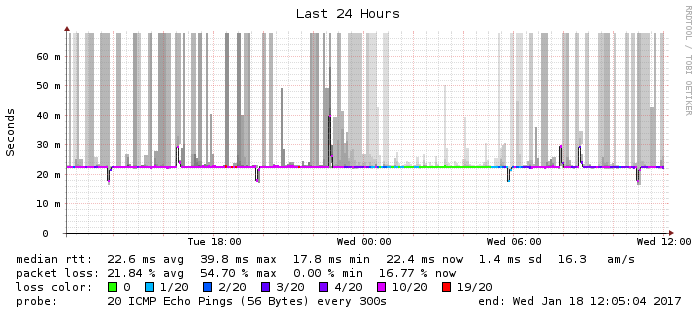 Last 24 Hours
RRDTOOL / TOBI OETIKER
Seconds
60 m
50 m
40 m
30 m
20 m
10 m
0
Tue 18:00 Wed 00:00 Wed 06:00 Wed 12:00
median rtt: 22.6 ms avg 39.8 ms max 17.8 ms min 22.4 ms now 1.4 ms sd 16.3 am/s
packet loss: 21.84 % avg 54.70 % max 0.00 % min 16.77 % now
loss color: 0 1/20 2/20 3/20 4/20 10/20 19/20
probe: 20 ICMP Echo Pings (56 Bytes) every 300s end: Wed Jan 18 12:05:04 2017